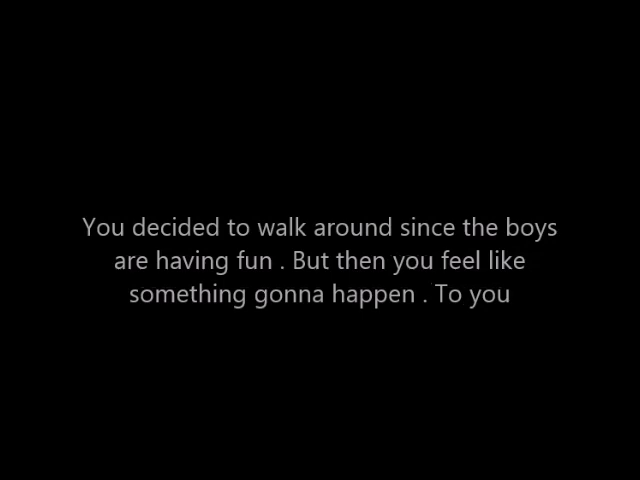 You decided to walk around since the boys
are having fun . But then you feel like
something gonna happen . To you